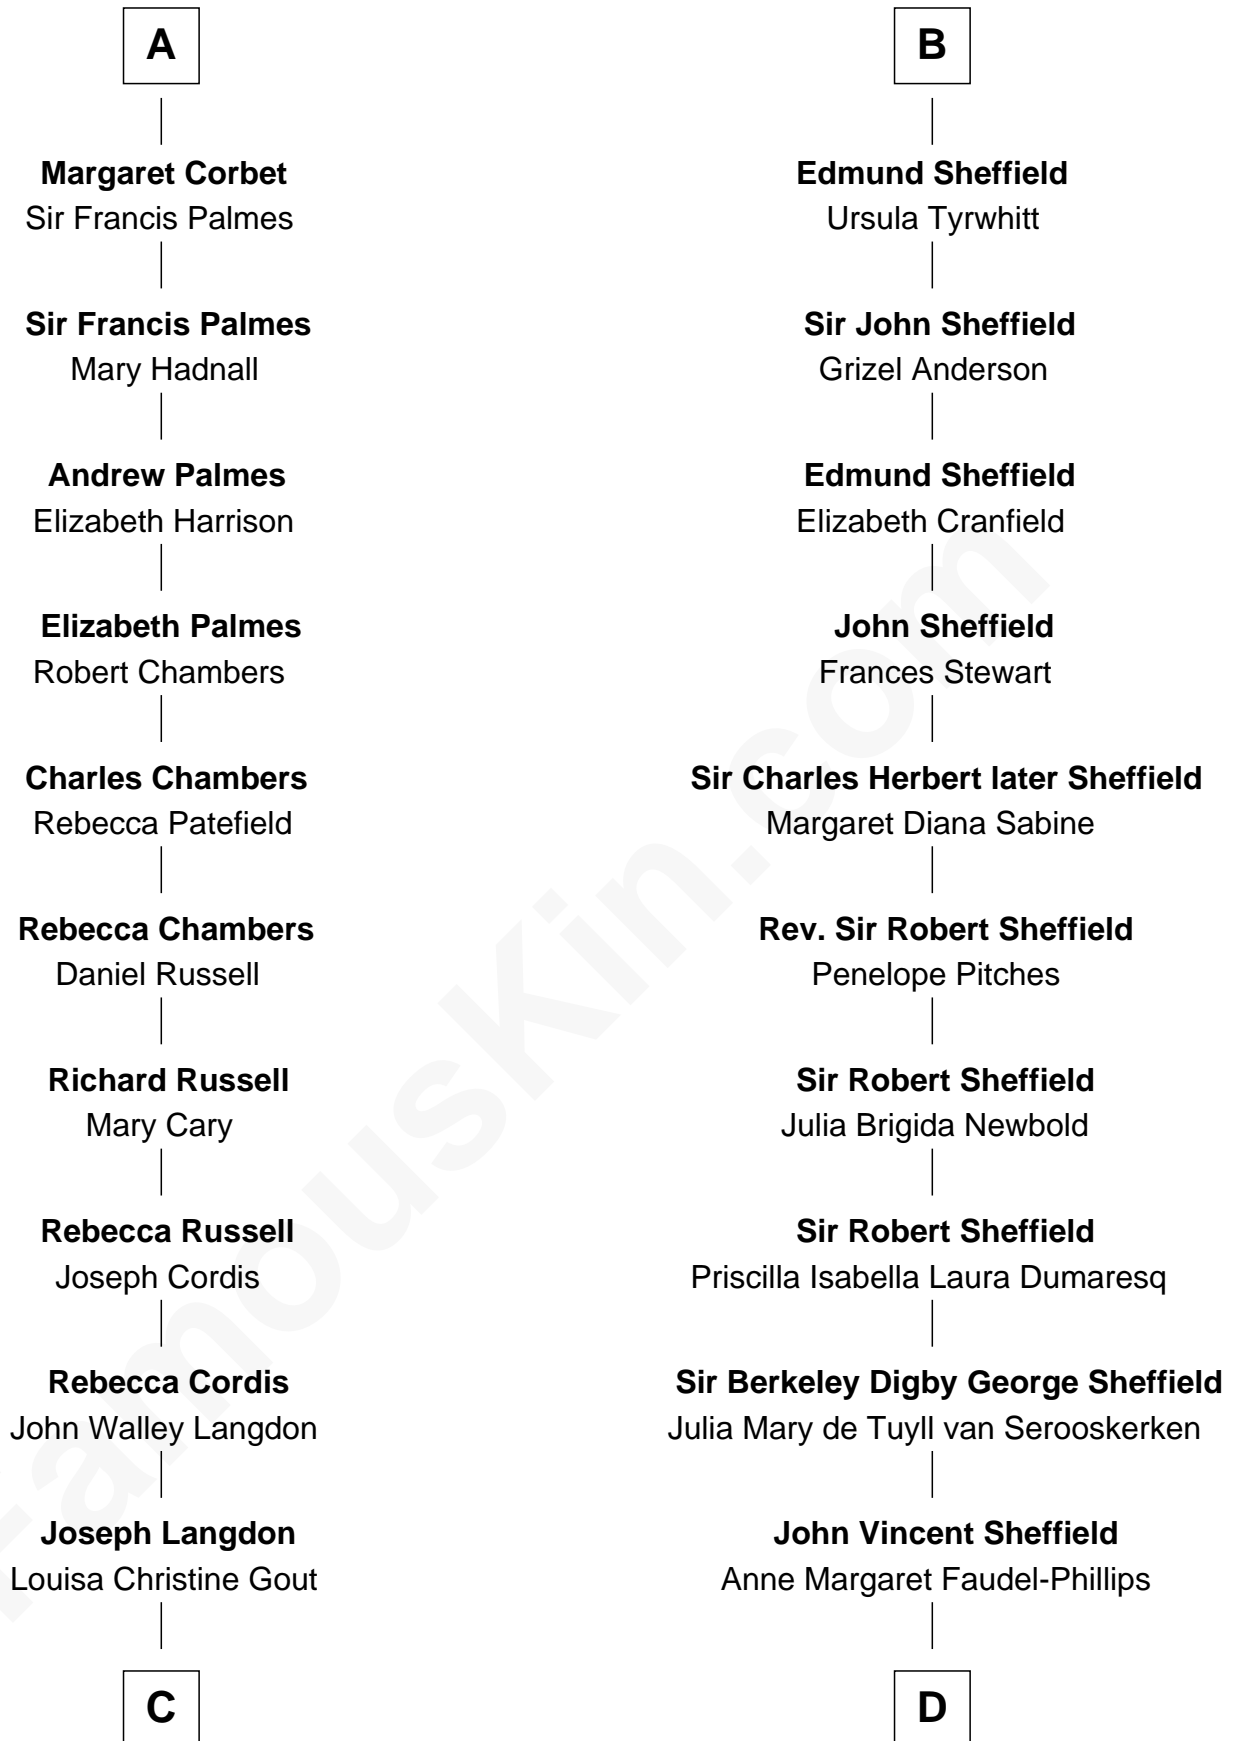 A
Margaret Corbet
Sir Francis Palmes
Sir Francis Palmes
Mary Hadnall
Andrew Palmes
Elizabeth Harrison
Elizabeth Palmes
Robert Chambers
Charles Chambers
Rebecca Patefield
Rebecca Chambers
Daniel Russell
Richard Russell
Mary Cary
Rebecca Russell
Joseph Cordis
Rebecca Cordis
John Walley Langdon
Joseph Langdon
Louisa Christine Gout
C
B
Edmund Sheffield
Ursula Tyrwhitt
Sir John Sheffield
Grizel Anderson
Edmund Sheffield
Elizabeth Cranfield
John Sheffield
Frances Stewart
Sir Charles Herbert later Sheffield
Margaret Diana Sabine
Rev. Sir Robert Sheffield
Penelope Pitches
Sir Robert Sheffield
Julia Brigida Newbold
Sir Robert Sheffield
Priscilla Isabella Laura Dumaresq
Sir Berkeley Digby George Sheffield
Julia Mary de Tuyll van Serooskerken
John Vincent Sheffield
Anne Margaret Faudel-Phillips
D
FamousKin.com